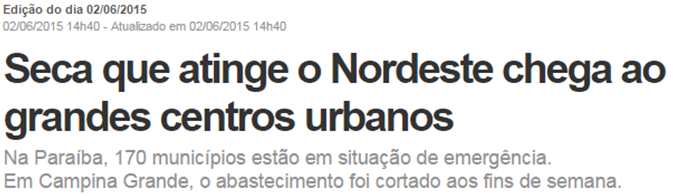 Edição do dia 02/06/2015
02/06/2015 14h40 - Atualizado em 02/06/2015 14h40
Seca que atinge o Nordeste chega ao
grandes centros urbanos
Na Paraíba, 170 municípios estão em situação de emergência.
Em Campina Grande, o abastecimento foi cortado aos fins de semana.